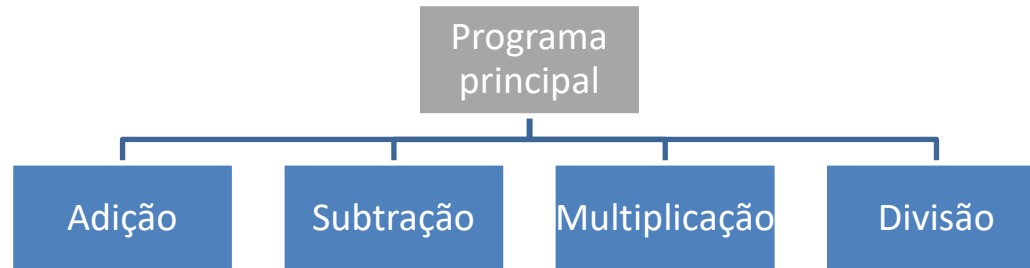 Programa
principal
Adição
Subtração
Multiplicação
Divisão